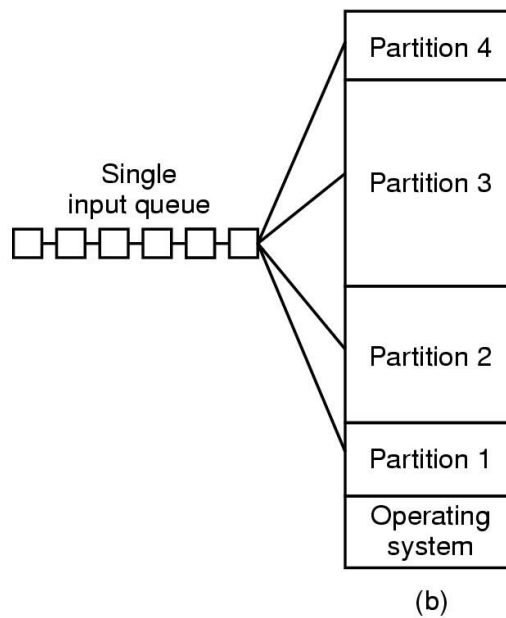 Partition 4
Single
input queue
Partition 3
Partition 2
Partition 1
Operating
system
(b)